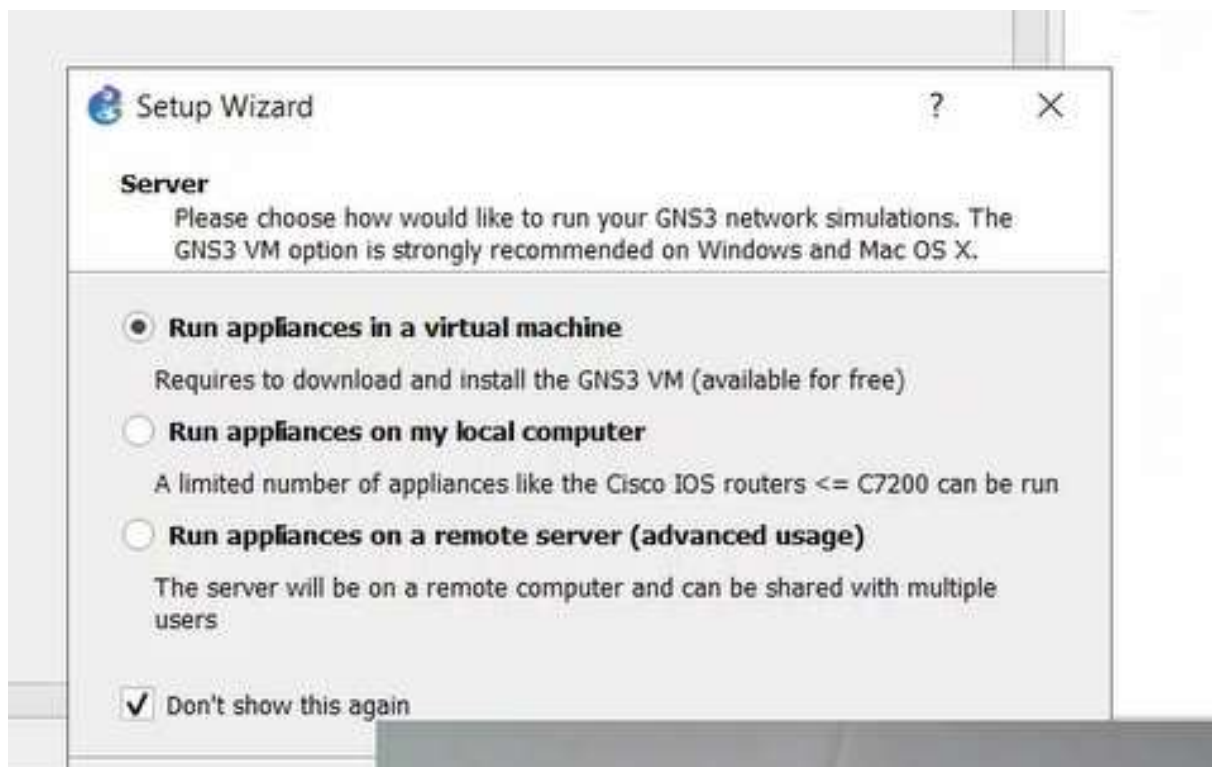 Setup Wizard
?
Server
Please choose how would like to run your GNS3 network simulations. The
GNS3 VM option is strongly recommended on Windows and Mac OS X.
Run appliances in a virtual machine
Requires to download and install the GNS3 VM (available for free)
Run appliances on my local computer
A limited number of appliances like the Cisco IOS routers <= C7200 can be run
Run appliances on a remote server (advanced usage)
The server will be on a remote computer and can be shared with multiple
users
Don't show this again